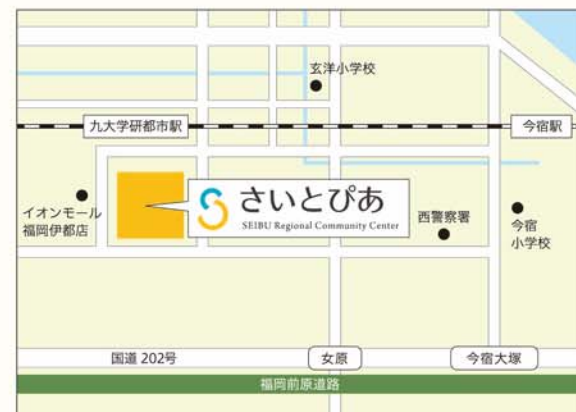 玄洋小学校
九大学研都市駅
今宿駅
さいとぴあ
SEIBU Regional Community Center
イオンモール
福岡伊都店
西警察署
今宿
小学校
国道 202号
女原
今宿大塚
福岡前原道路